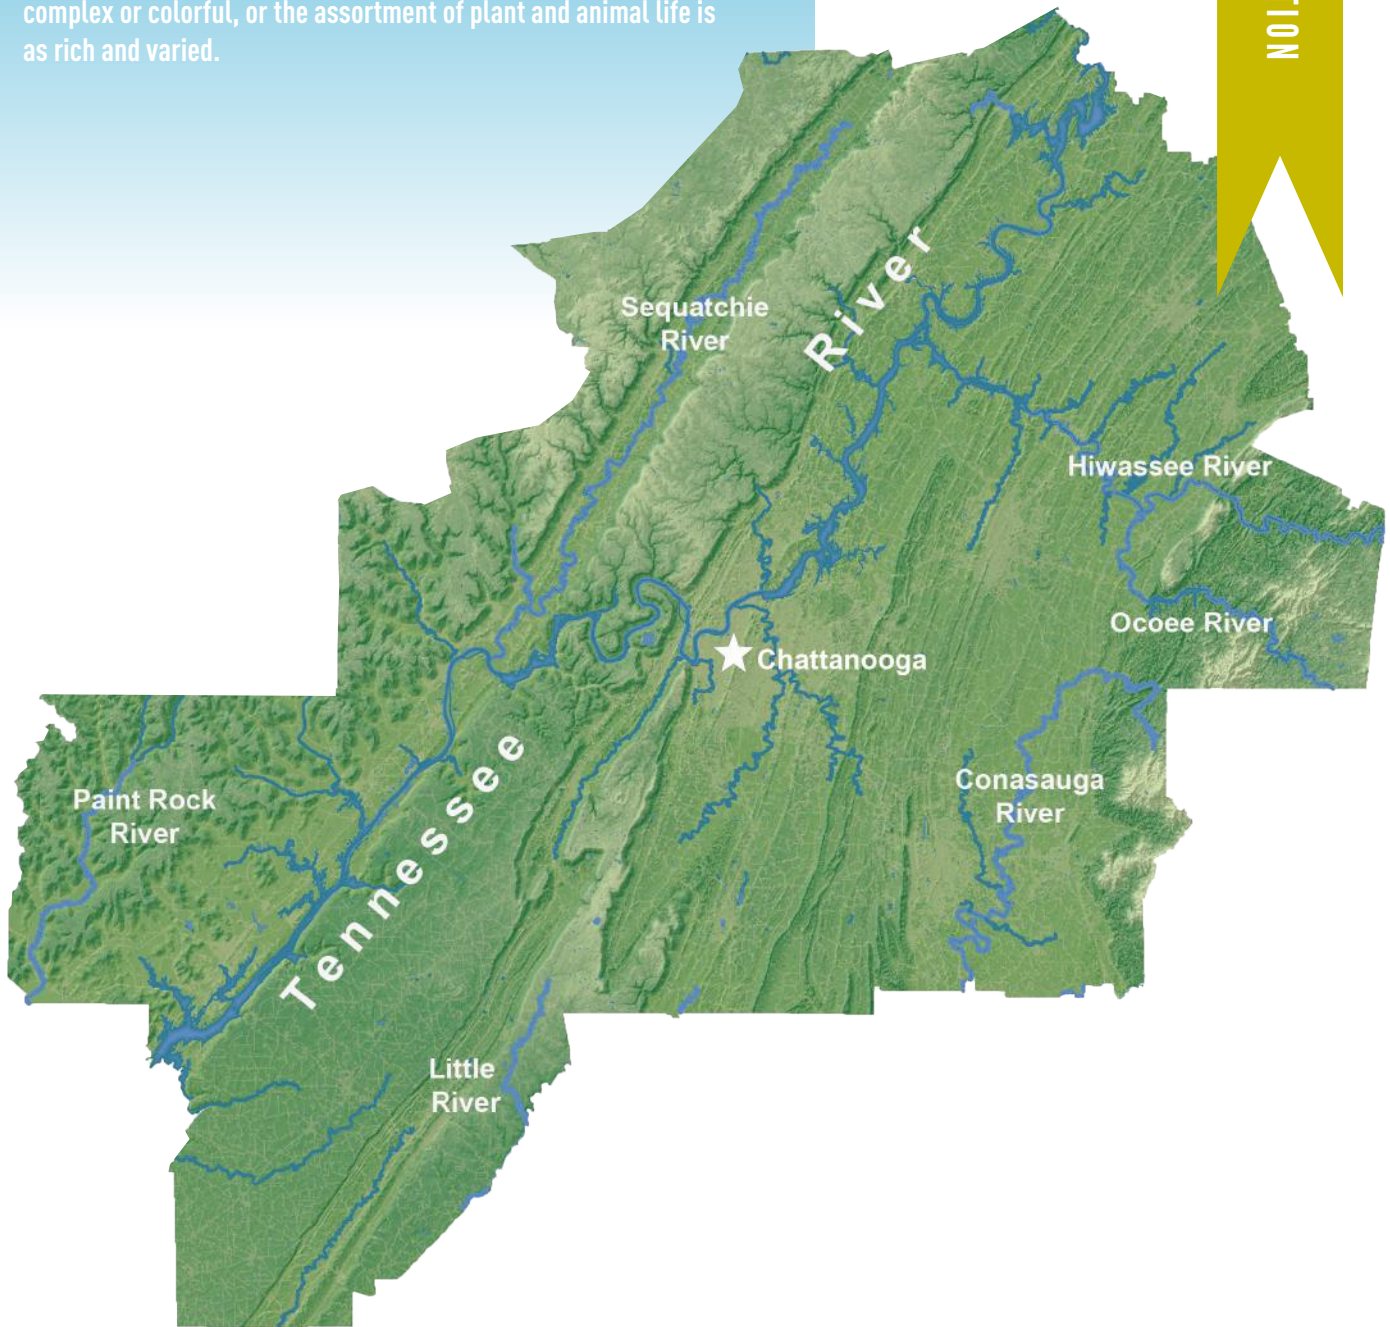 complex or colorful, or the assortment of plant and animal life is
as rich and varied.
Sequatchie
River
River
Hiwassee River
Ocoee River
Chattanooga
Tennessee
Conasauga
River
Paint Rock
River
Little
River